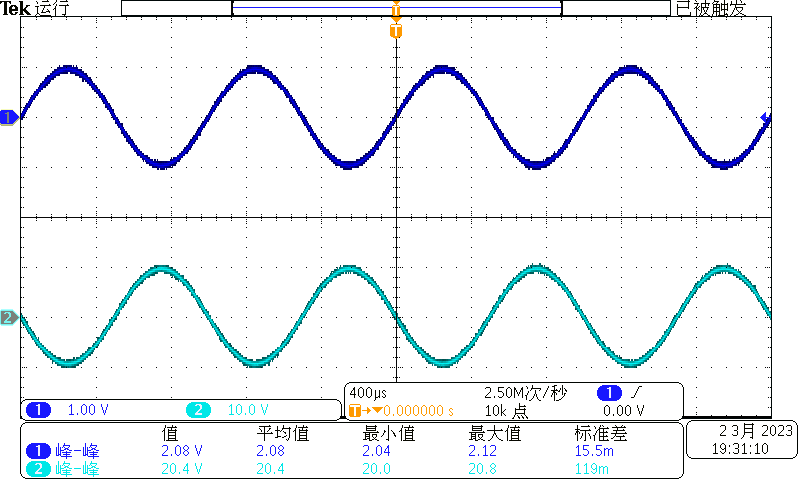 Tek 运行 T 已被触发
T
1
2
1 1.00 V 2 10.0 V
400µs 2.50M次/秒 1
T 0.000000 s 10k 点 0.00 V
值 平均值 最小值 最大值 标准差
1 峰-峰 2.08 V 2.08 2.04 2.12 15.5m
2 峰-峰 20.4 V 20.4 20.0 20.8 119m
2 3月 2023
19:31:10